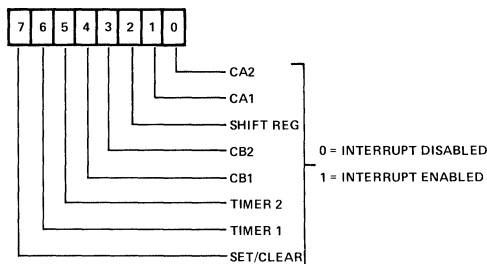 7 6 5 4 3 2 1 0
CA2
CA1
SHIFT REG
CB2
CB1
TIMER 2
TIMER 1
SET/CLEAR
0 = INTERRUPT DISABLED
1 = INTERRUPT ENABLED